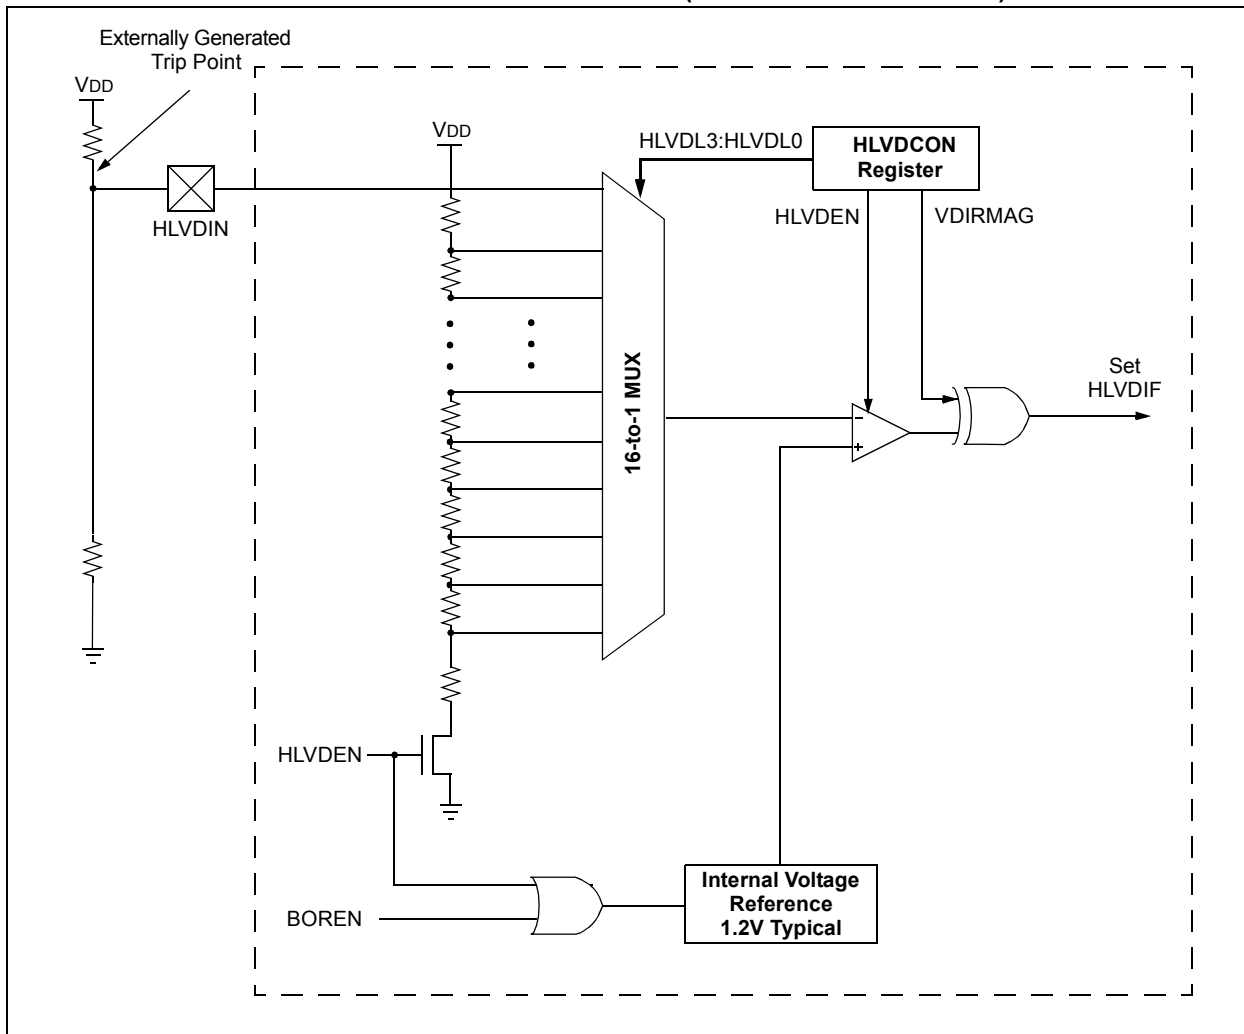 Externally Generated
Trip Point
VDD
VDD
HLVDL3:HLVDL0
HLVDCON
Register
HLVDIN
HLVDEN
VDIRMAG
16-to-1 MUX
Set
HLVDIF
–
+
HLVDEN
BOREN
Internal Voltage
Reference
1.2V Typical